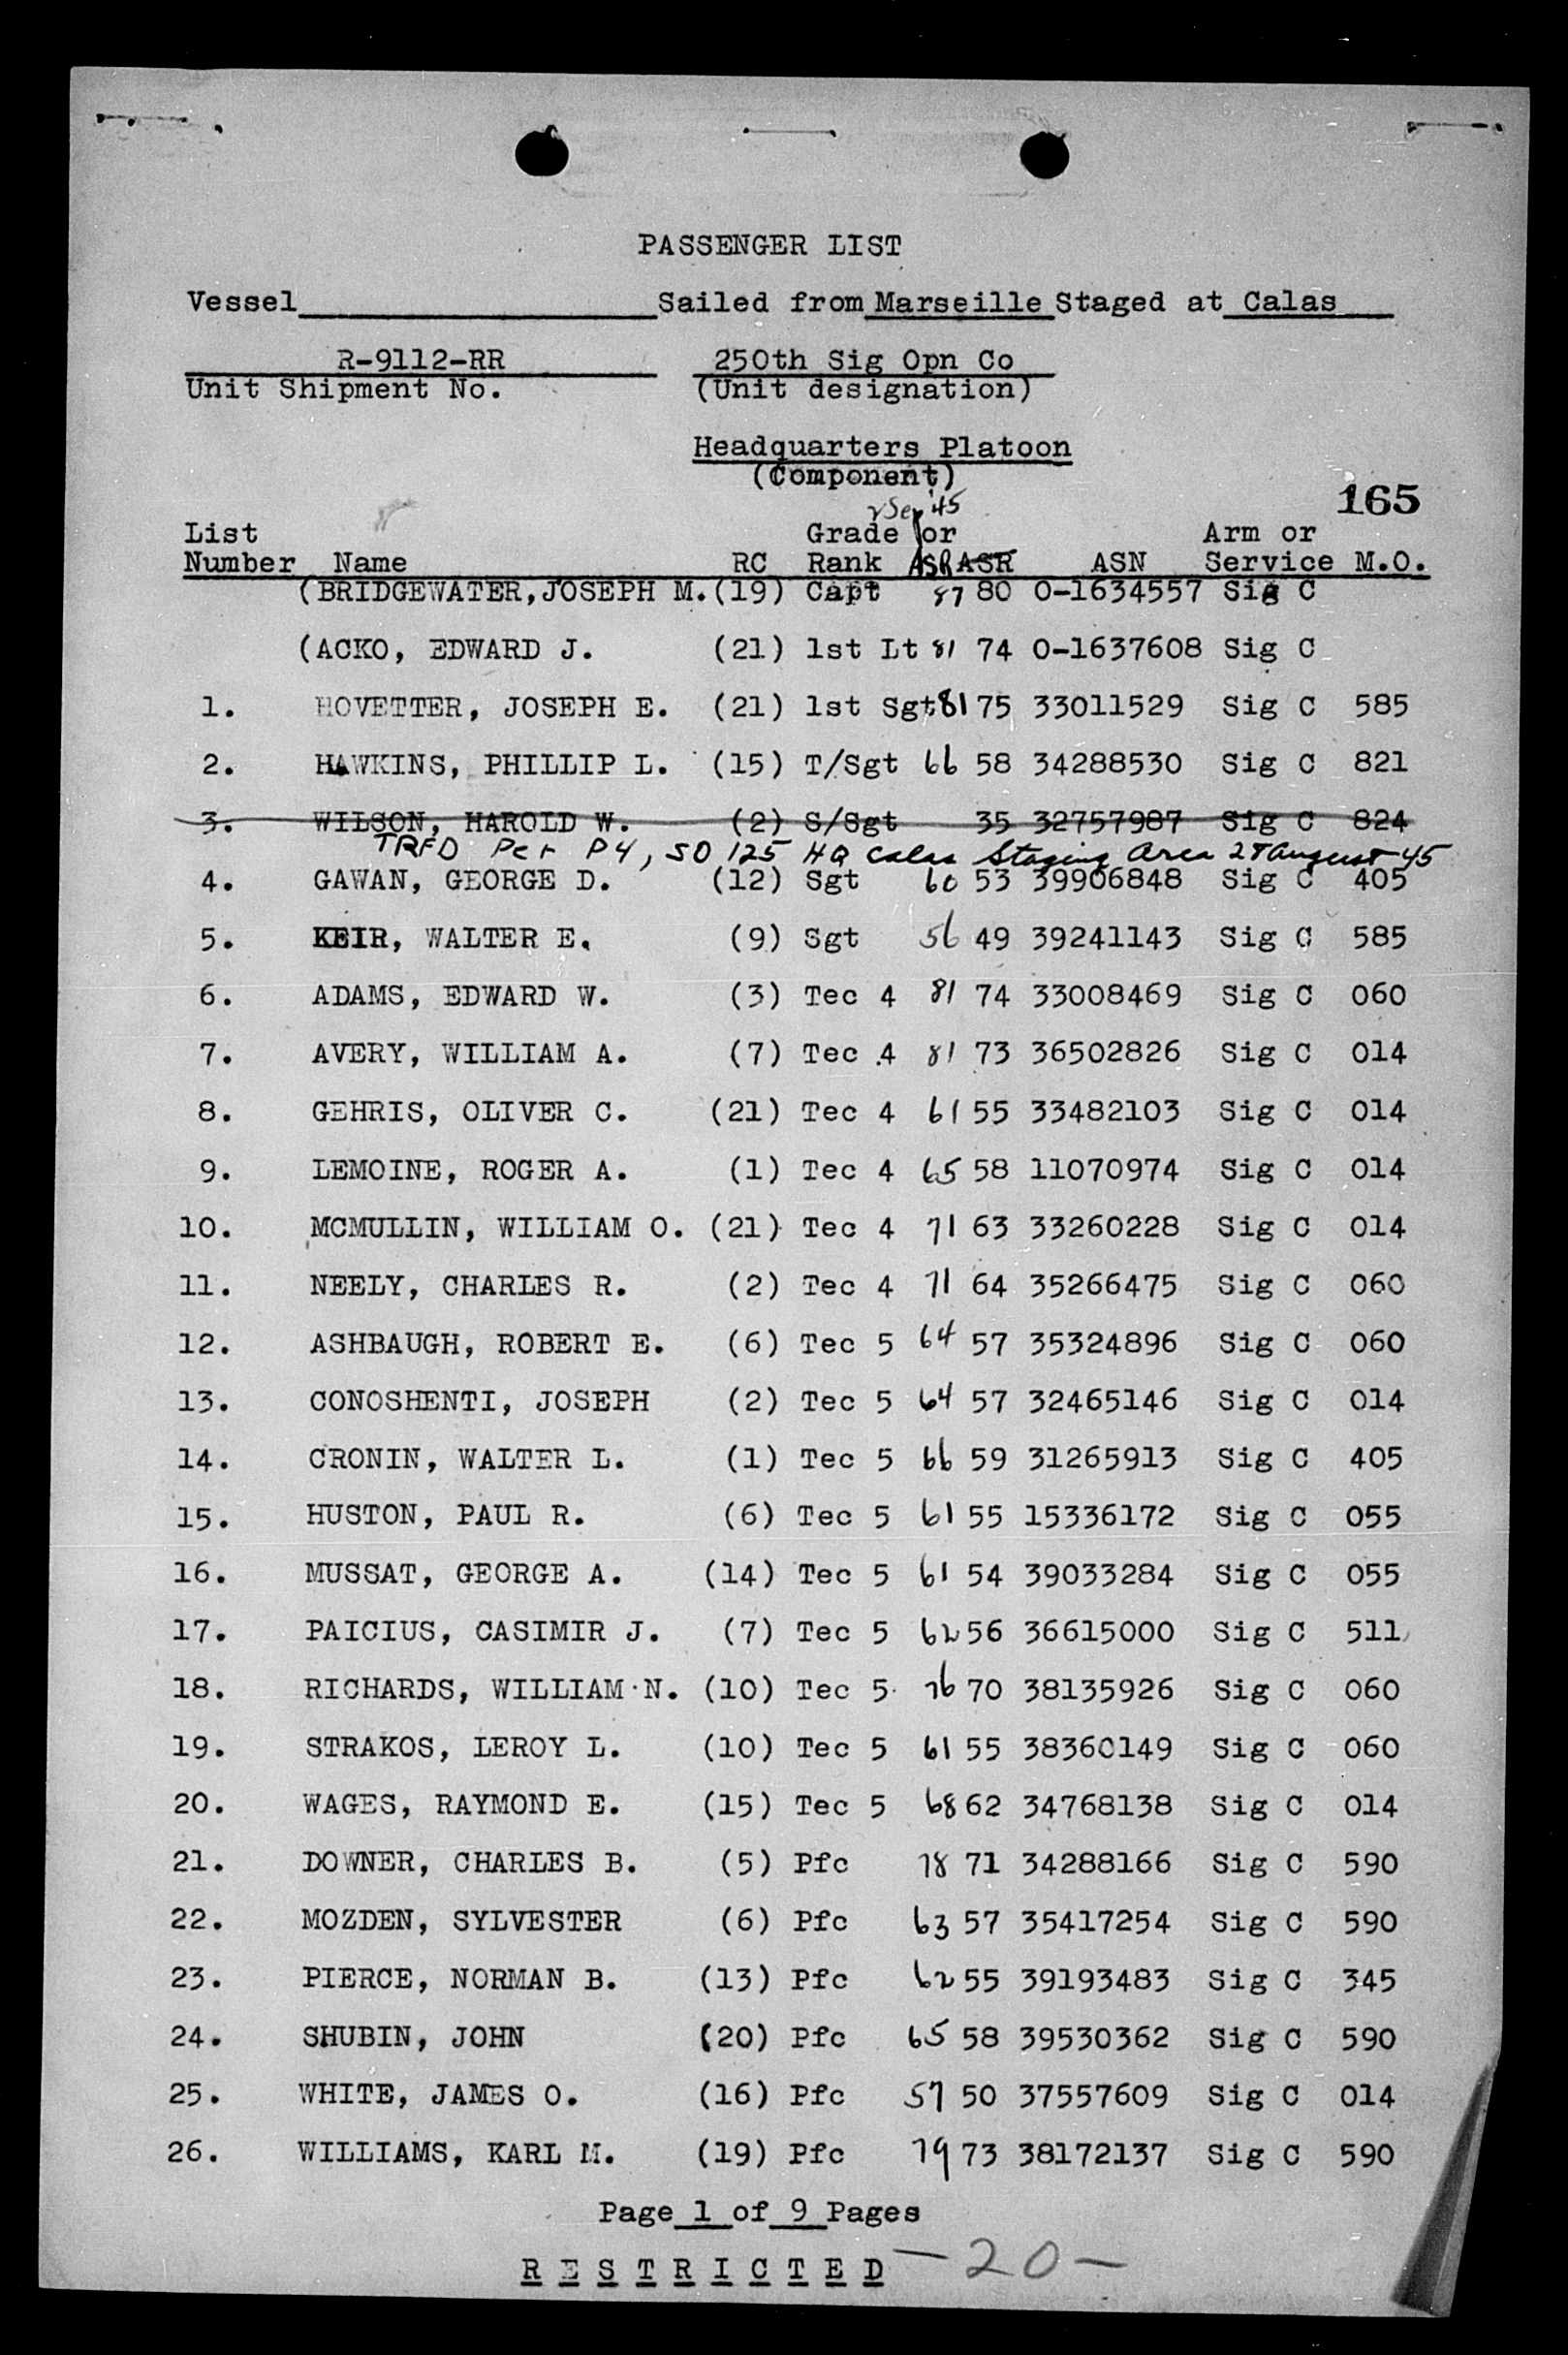 PASSENGER LIST
Vessel Sailed from Marseille Staged at Calas
R-9112-RR 250th Sig Opn Co
Unit Shipment No. (Unit designation)
Headquarters Platoon
(Component)
2 Sep '45 165
List Grade or Arm or
Number Name RC Rank ASR ASR ASN Service M.O.
(BRIDGEWATER, JOSEPH M. (19) Capt 87 80 O-1634557 Sig C
(ACKO, EDWARD J. (21) 1st Lt 81 74 O-1637608 Sig C
1. HOVETTER, JOSEPH E. (21) 1st Sgt 81 75 33011529 Sig C 585
2. HAWKINS, PHILLIP L. (15) T/Sgt 66 58 34288530 Sig C 821
3. WILSON, HAROLD W. (2) S/Sgt 35 32757987 Sig C 824
TRFD Per P4, SO 125 HQ Calas Staging Area 28 August 45
4. GAWAN, GEORGE D. (12) Sgt 60 53 39906848 Sig C 405
5. KEIR, WALTER E. (9) Sgt 56 49 39241143 Sig C 585
6. ADAMS, EDWARD W. (3) Tec 4 81 74 33008469 Sig C 060
7. AVERY, WILLIAM A. (7) Tec 4 81 73 36502826 Sig C 014
8. GEHRIS, OLIVER C. (21) Tec 4 61 55 33482103 Sig C 014
9. LEMOINE, ROGER A. (1) Tec 4 65 58 11070974 Sig C 014
10. MCMULLIN, WILLIAM O. (21) Tec 4 71 63 33260228 Sig C 014
11. NEELY, CHARLES R. (2) Tec 4 71 64 35266475 Sig C 060
12. ASHBAUGH, ROBERT E. (6) Tec 5 64 57 35324896 Sig C 060
13. CONOSHENTI, JOSEPH (2) Tec 5 64 57 32465146 Sig C 014
14. CRONIN, WALTER L. (1) Tec 5 66 59 31265913 Sig C 405
15. HUSTON, PAUL R. (6) Tec 5 61 55 15336172 Sig C 055
16. MUSSAT, GEORGE A. (14) Tec 5 61 54 39033284 Sig C 055
17. PAICIUS, CASIMIR J. (7) Tec 5 62 56 36615000 Sig C 511
18. RICHARDS, WILLIAM N. (10) Tec 5 76 70 38135926 Sig C 060
19. STRAKOS, LEROY L. (10) Tec 5 61 55 38360149 Sig C 060
20. WAGES, RAYMOND E. (15) Tec 5 68 62 34768138 Sig C 014
21. DOWNER, CHARLES B. (5) Pfc 78 71 34288166 Sig C 590
22. MOZDEN, SYLVESTER (6) Pfc 63 57 35417254 Sig C 590
23. PIERCE, NORMAN B. (13) Pfc 62 55 39193483 Sig C 345
24. SHUBIN, JOHN (20) Pfc 65 58 39530362 Sig C 590
25. WHITE, JAMES O. (16) Pfc 57 50 37557609 Sig C 014
26. WILLIAMS, KARL M. (19) Pfc 79 73 38172137 Sig C 590
Page 1 of 9 Pages
RESTRICTED -20-